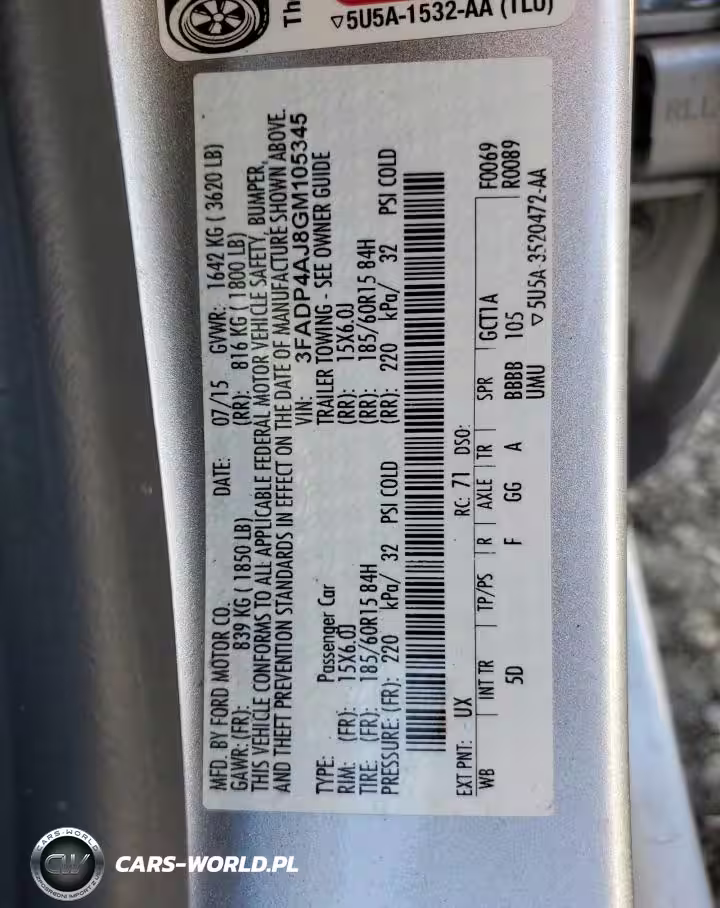 Th
▽5U5A-1532-AA (TLU)
MFD. BY FORD MOTOR CO. DATE: 07/15 GVWR: 1642 KG ( 3620 LB)
GAWR: (FR): 839 KG ( 1850 LB) (RR): 816 KG ( 1800 LB)
THIS VEHICLE CONFORMS TO ALL APPLICABLE FEDERAL MOTOR VEHICLE SAFETY, BUMPER,
AND THEFT PREVENTION STANDARDS IN EFFECT ON THE DATE OF MANUFACTURE SHOWN ABOVE.
VIN: 3FADP4AJ8GM105345
TYPE: Passenger Car TRAILER TOWING - SEE OWNER GUIDE
RIM: (FR): 15X6.0J (RR): 15X6.0J
TIRE: (FR): 185/60R15 84H (RR): 185/60R15 84H
PRESSURE: (FR): 220 kPa/ 32 PSI COLD (RR): 220 kPa/ 32 PSI COLD
EXT PNT: UX RC: 71 DSO: F0069
WB INT TR TP/PS R AXLE TR SPR GCT1A R0089
5D F GG A BBBB 105
UMU ▽5U5A-3520472-AA
CARS-WORLD
CW
CARS-WORLD.PL